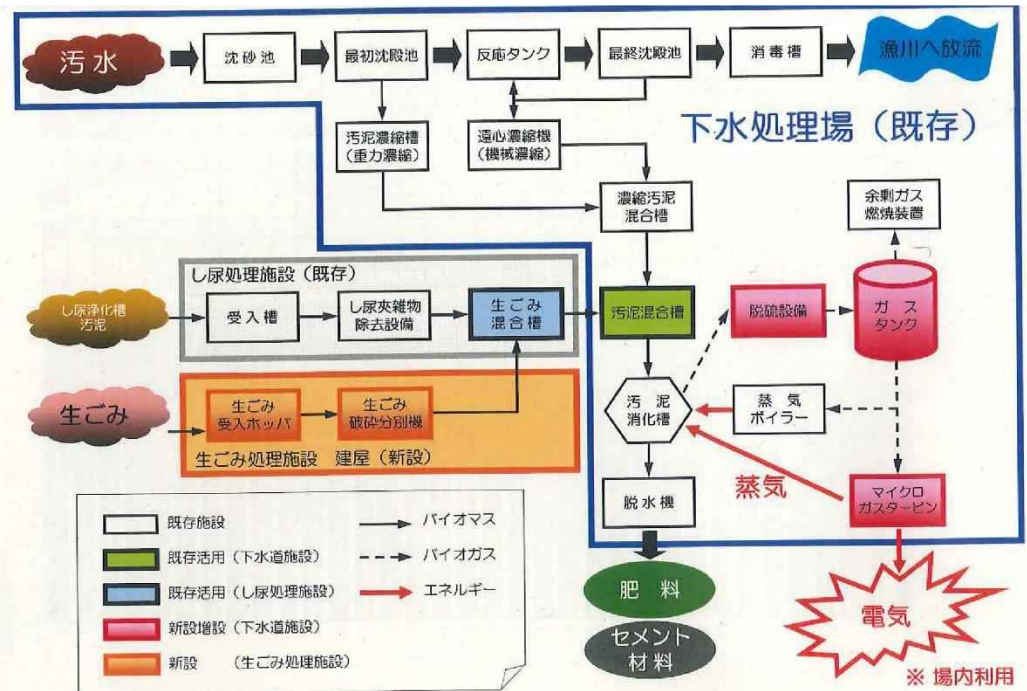 汚水
沈砂池
最初沈殿池
反応タンク
最終沈殿池
消毒槽
漁川へ放流
下水処理場（既存）
汚泥濃縮槽
（重力濃縮）
遠心濃縮機
（機械濃縮）
濃縮汚泥
混合槽
余剰ガス
燃焼装置
し尿処理施設（既存）
し尿浄化槽
汚泥
受入槽
し尿夾雑物
除去設備
生ごみ
混合槽
汚泥混合槽
脱硫設備
ガス
タンク
生ごみ
生ごみ
受入ホッパ
生ごみ
破砕分別機
生ごみ処理施設 建屋（新設）
汚泥
消化槽
蒸気
ボイラー
蒸気
マイクロ
ガスタービン
脱水機
既存施設
バイオマス
既存活用（下水道施設）
バイオガス
既存活用（し尿処理施設）
エネルギー
新設増設（下水道施設）
新設 （生ごみ処理施設）
肥料
セメント
材料
電気
※ 場内利用